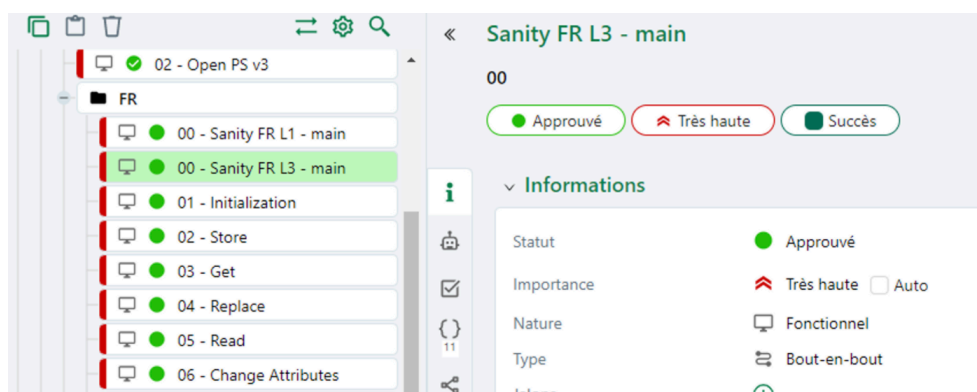 02 - Open PS v3
FR
00 - Sanity FR L1 - main
00 - Sanity FR L3 - main
01 - Initialization
02 - Store
03 - Get
04 - Replace
05 - Read
06 - Change Attributes
Sanity FR L3 - main
00
Approuvé
Très haute
Succès
Informations
Statut
Approuvé
Importance
Très haute
Auto
Nature
Fonctionnel
11
Type
Bout-en-bout